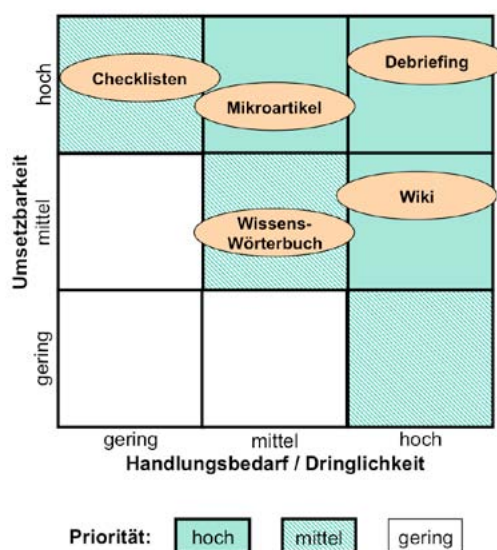 Umsetzbarkeit
hoch
mittel
gering
Checklisten
Debriefing
Mikroartikel
Wiki
Wissens-
Wörterbuch
gering
mittel
hoch
Handlungsbedarf / Dringlichkeit
Priorität:
hoch
mittel
gering